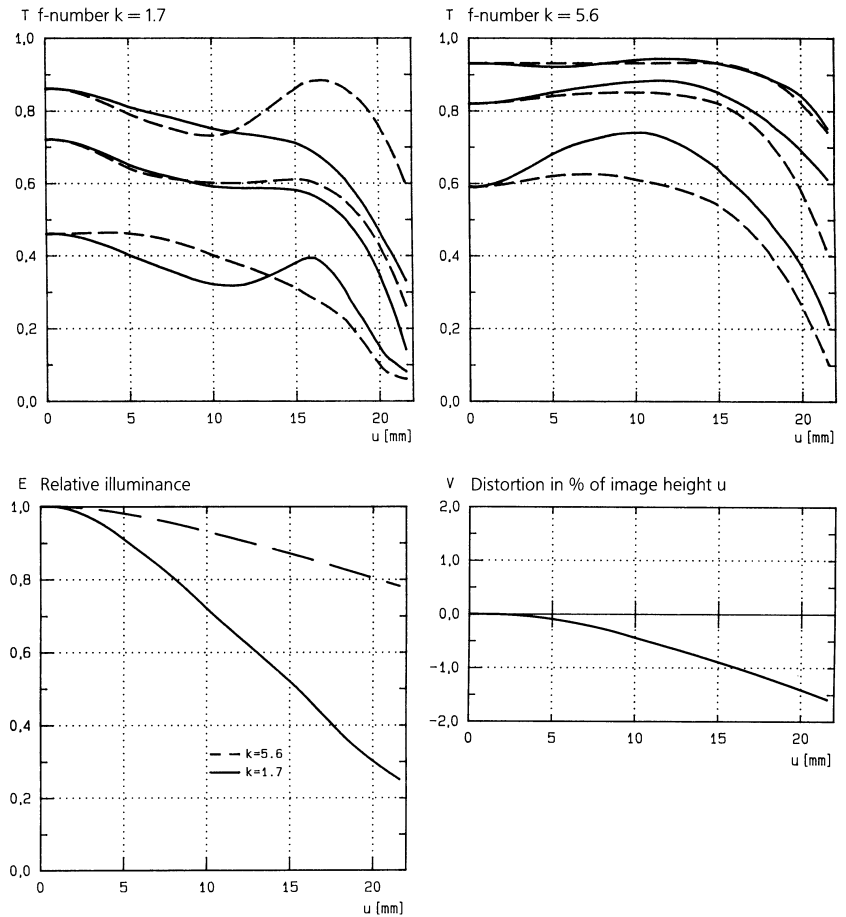 T f-number k = 1.7
1,0
0,8
0,6
0,4
0,2
0,0
0 5 10 15 20
u [mm]
T f-number k = 5.6
1,0
0,8
0,6
0,4
0,2
0,0
0 5 10 15 20
u [mm]
E Relative illuminance
1,0
0,8
0,6
0,4
0,2
0,0
k=5.6
k=1.7
0 5 10 15 20
u [mm]
V Distortion in % of image height u
2,0
1,0
0,0
-1,0
-2,0
0 5 10 15 20
u [mm]